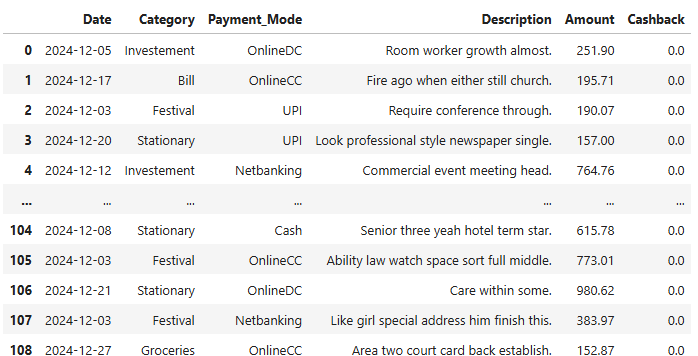 Date Category Payment_Mode Description Amount Cashback
0 2024-12-05 Investement OnlineDC Room worker growth almost. 251.90 0.0
1 2024-12-17 Bill OnlineCC Fire ago when either still church. 195.71 0.0
2 2024-12-03 Festival UPI Require conference through. 190.07 0.0
3 2024-12-20 Stationary UPI Look professional style newspaper single. 157.00 0.0
4 2024-12-12 Investement Netbanking Commercial event meeting head. 764.76 0.0
... ... ... ... ... ... ...
104 2024-12-08 Stationary Cash Senior three yeah hotel term star. 615.78 0.0
105 2024-12-03 Festival OnlineCC Ability law watch space sort full middle. 773.01 0.0
106 2024-12-21 Stationary OnlineDC Care within some. 980.62 0.0
107 2024-12-03 Festival Netbanking Like girl special address him finish this. 383.97 0.0
108 2024-12-27 Groceries OnlineCC Area two court card back establish. 152.87 0.0